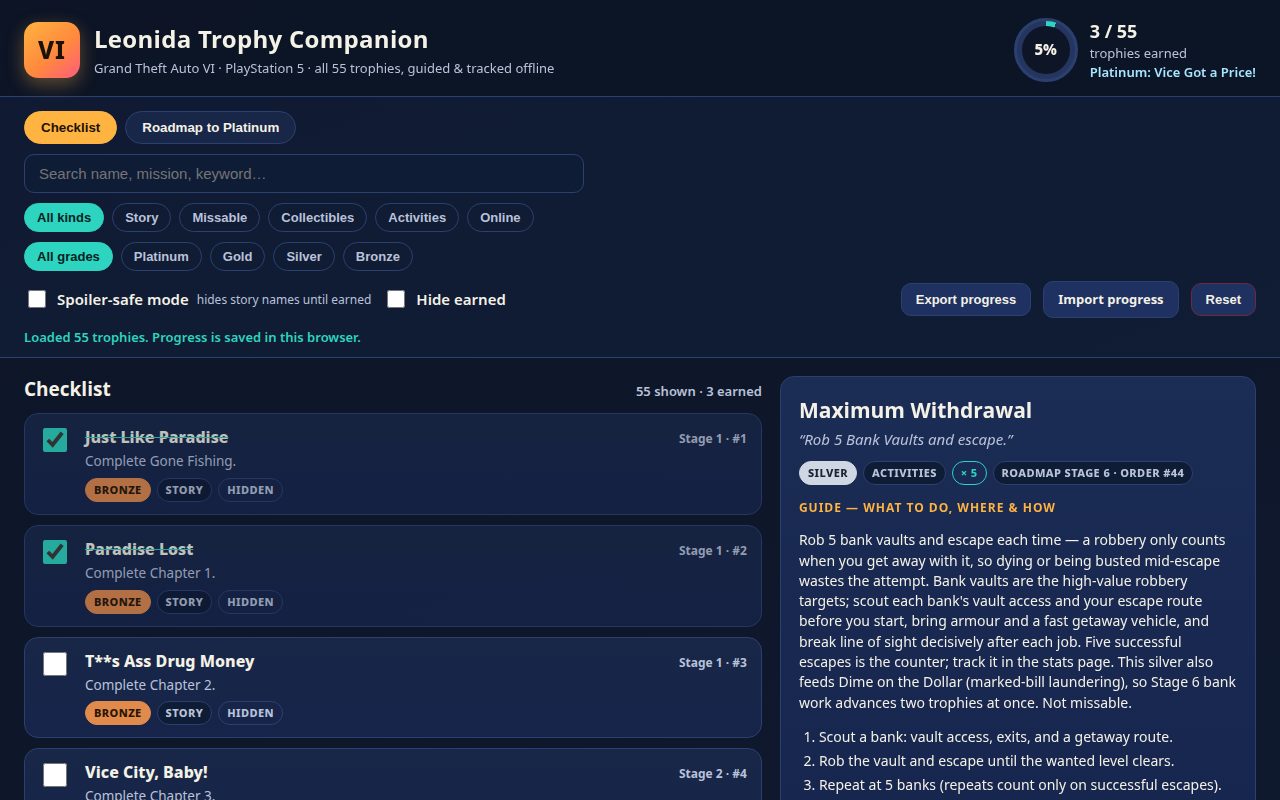 VI
Leonida Trophy Companion
Grand Theft Auto VI · PlayStation 5 · all 55 trophies, guided & tracked offline
5%
3 / 55
trophies earned
Platinum: Vice Got a Price!
Checklist
Roadmap to Platinum
Search name, mission, keyword…
All kinds
Story
Missable
Collectibles
Activities
Online
All grades
Platinum
Gold
Silver
Bronze
Spoiler-safe mode hides story names until earned
Hide earned
Export progress
Import progress
Reset
Loaded 55 trophies. Progress is saved in this browser.
Checklist
55 shown · 3 earned
Just Like Paradise
Stage 1 · #1
Complete Gone Fishing.
BRONZE
STORY
HIDDEN
Paradise Lost
Stage 1 · #2
Complete Chapter 1.
BRONZE
STORY
HIDDEN
T**s Ass Drug Money
Stage 1 · #3
Complete Chapter 2.
BRONZE
STORY
HIDDEN
Vice City, Baby!
Stage 2 · #4
Complete Chapter 3.
Maximum Withdrawal
“Rob 5 Bank Vaults and escape.”
SILVER
ACTIVITIES
× 5
ROADMAP STAGE 6 · ORDER #44
GUIDE — WHAT TO DO, WHERE & HOW
Rob 5 bank vaults and escape each time — a robbery only counts
when you get away with it, so dying or being busted mid-escape
wastes the attempt. Bank vaults are the high-value robbery
targets; scout each bank's vault access and your escape route
before you start, bring armour and a fast getaway vehicle, and
break line of sight decisively after each job. Five successful
escapes is the counter; track it in the stats page. This silver also
feeds Dime on the Dollar (marked-bill laundering), so Stage 6 bank
work advances two trophies at once. Not missable.
1. Scout a bank: vault access, exits, and a getaway route.
2. Rob the vault and escape until the wanted level clears.
3. Repeat at 5 banks (repeats count only on successful escapes).